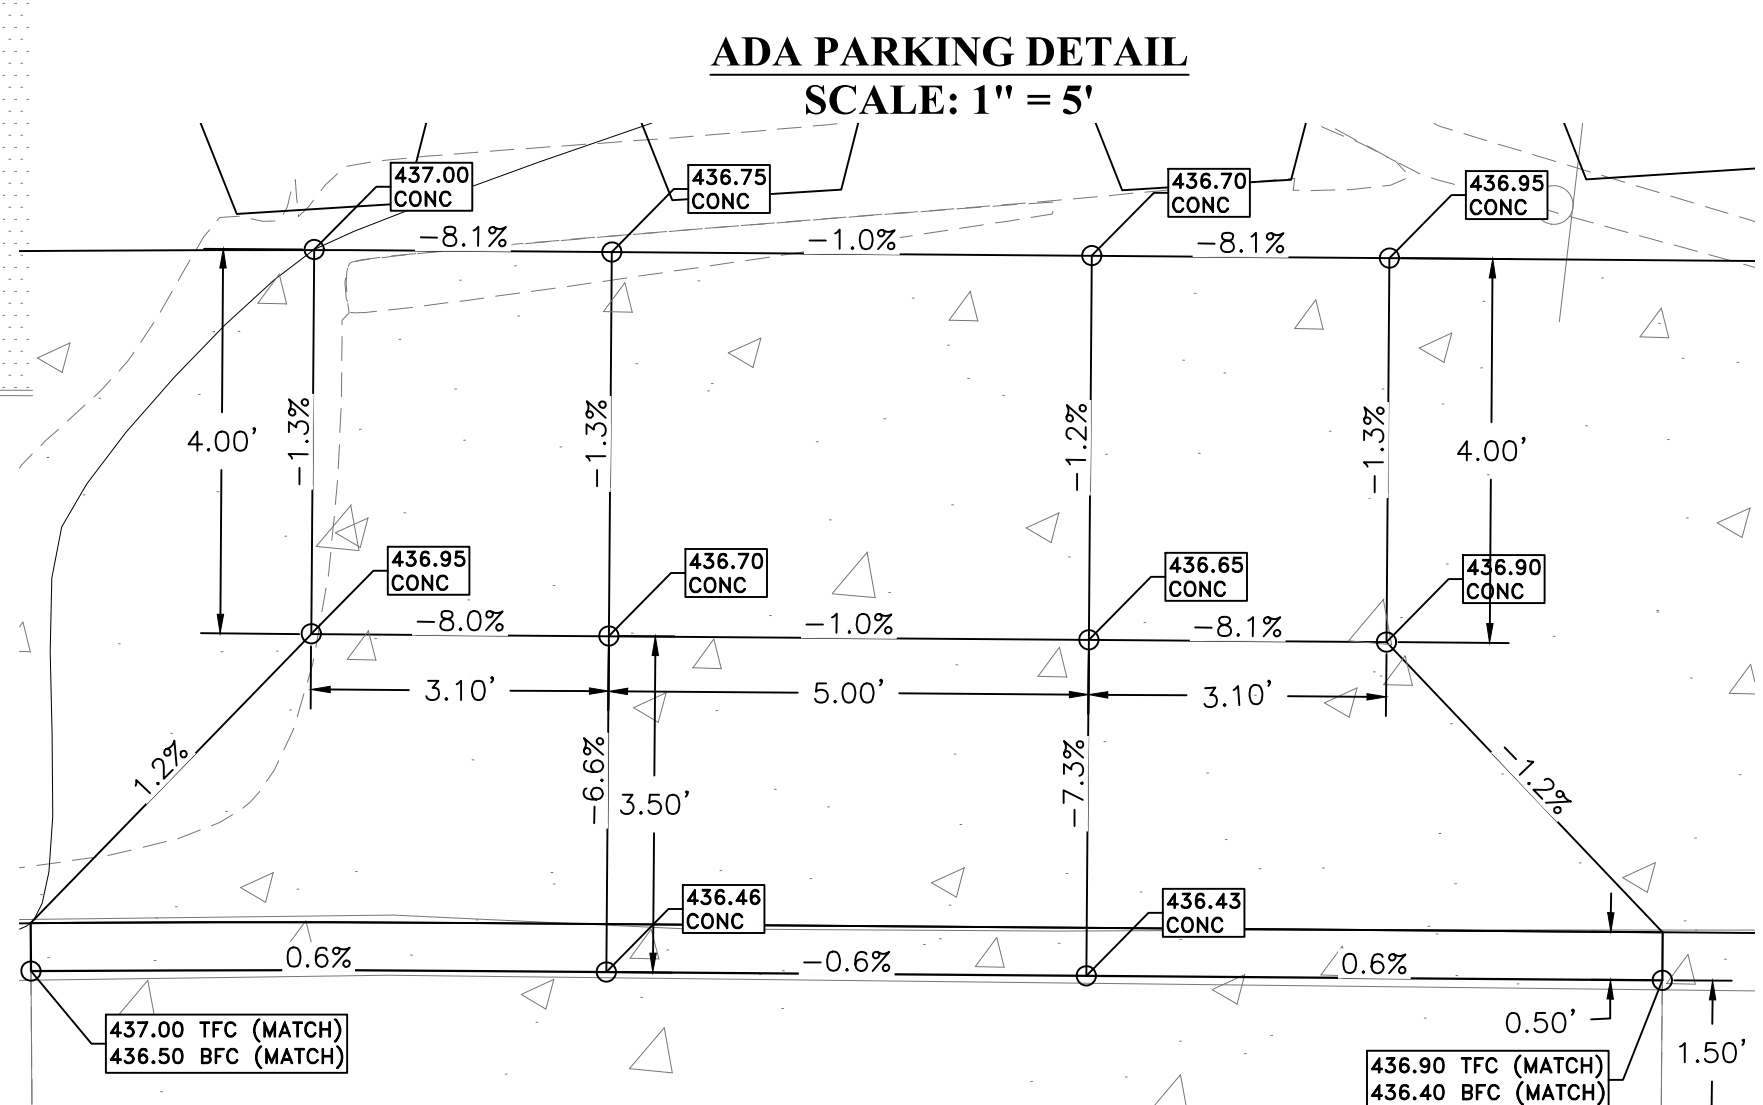 ADA PARKING DETAIL
SCALE: 1" = 5'
437.00
CONC
436.75
CONC
436.70
CONC
436.95
CONC
-8.1%
-1.0%
-8.1%
4.00'
-1.3%
-1.3%
-1.2%
-1.3%
4.00'
436.95
CONC
436.70
CONC
436.65
CONC
436.90
CONC
-8.0%
-1.0%
-8.1%
3.10'
5.00'
3.10'
1.2%
-6.6%
3.50'
-7.3%
-1.2%
436.46
CONC
436.43
CONC
0.6%
-0.6%
0.6%
0.50'
1.50'
437.00 TFC (MATCH)
436.50 BFC (MATCH)
436.90 TFC (MATCH)
436.40 BFC (MATCH)